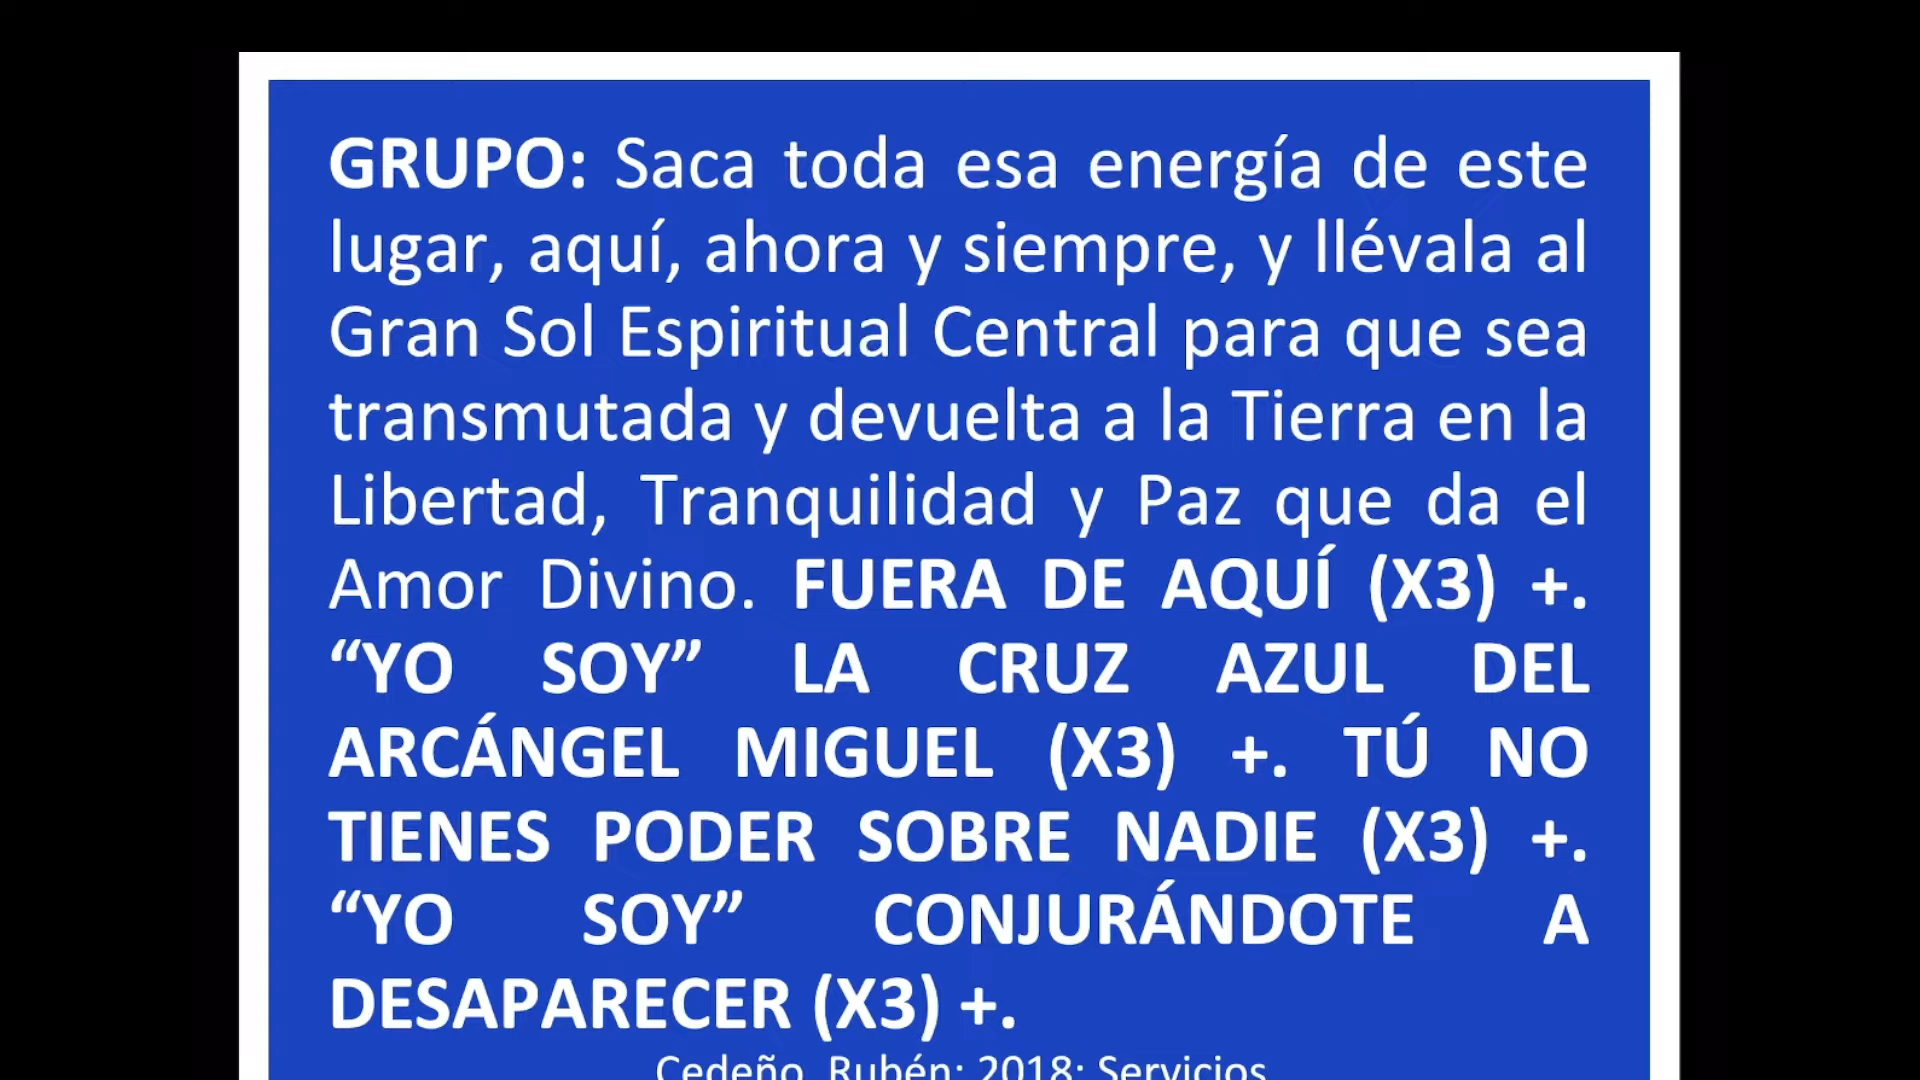 GRUPO: Saca toda esa energía de este
lugar, aquí, ahora y siempre, y llévala al
Gran Sol Espiritual Central para que sea
transmutada y devuelta a la Tierra en la
Libertad, Tranquilidad y Paz que da el
Amor Divino. FUERA DE AQUÍ (X3) +.
“YO SOY” LA CRUZ AZUL DEL
ARCÁNGEL MIGUEL (X3) +. TÚ NO
TIENES PODER SOBRE NADIE (X3) +.
“YO SOY” CONJURÁNDOTE A
DESAPARECER (X3) +.
Cedeño, Rubén; 2018; Servicios